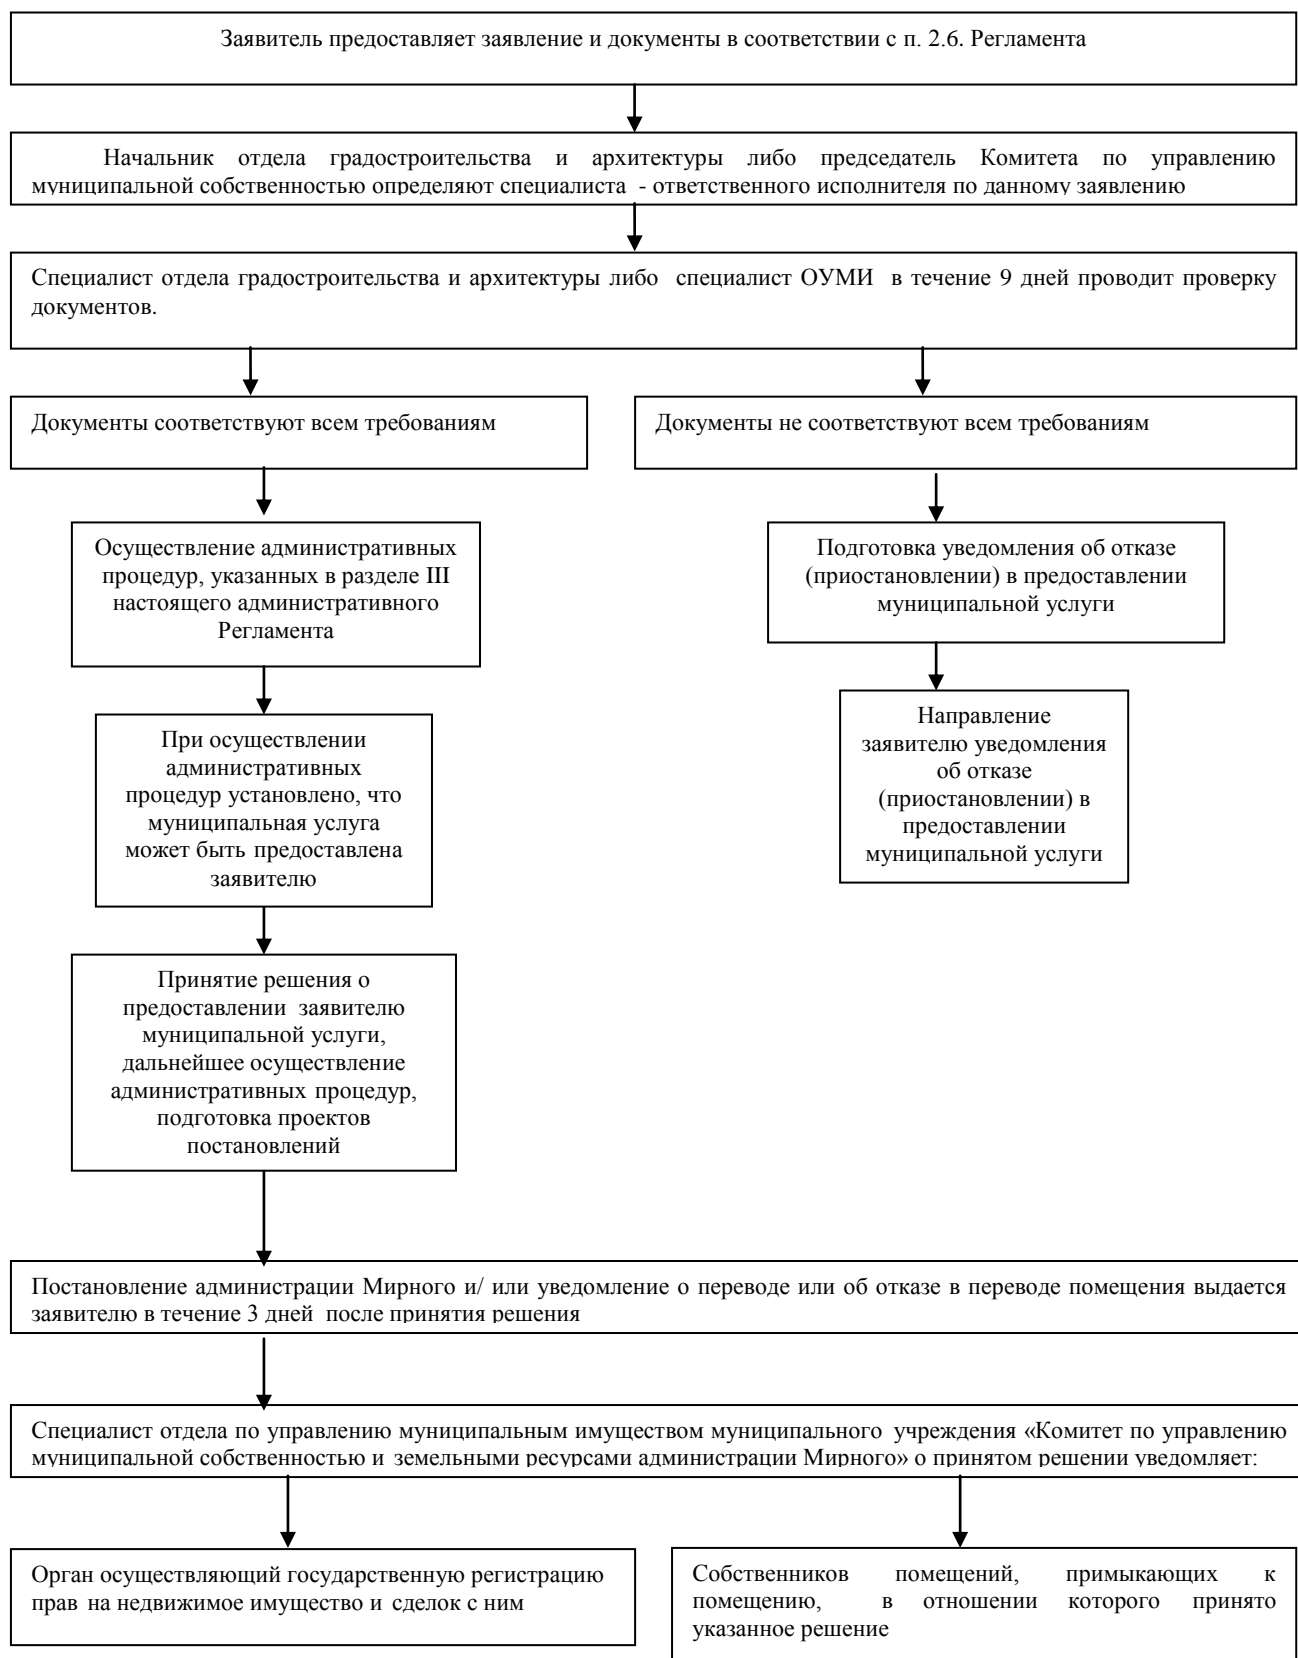 Заявитель предоставляет заявление и документы в соответствии с п. 2.6. Регламента
Начальник отдела градостроительства и архитектуры либо председатель Комитета по управлению
муниципальной собственностью определяют специалиста - ответственного исполнителя по данному заявлению
Специалист отдела градостроительства и архитектуры либо специалист ОУМИ в течение 9 дней проводит проверку
документов.
Документы соответствуют всем требованиям
Документы не соответствуют всем требованиям
Осуществление административных
процедур, указанных в разделе III
настоящего административного
Регламента
Подготовка уведомления об отказе
(приостановлении) в предоставлении
муниципальной услуги
При осуществлении
административных
процедур установлено, что
муниципальная услуга
может быть предоставлена
заявителю
Направление
заявителю уведомления
об отказе
(приостановлении) в
предоставлении
муниципальной услуги
Принятие решения о
предоставлении заявителю
муниципальной услуги,
дальнейшее осуществление
административных процедур,
подготовка проектов
постановлений
Постановление администрации Мирного и/ или уведомление о переводе или об отказе в переводе помещения выдается
заявителю в течение 3 дней после принятия решения
Специалист отдела по управлению муниципальным имуществом муниципального учреждения «Комитет по управлению
муниципальной собственностью и земельными ресурсами администрации Мирного» о принятом решении уведомляет:
Орган осуществляющий государственную регистрацию
прав на недвижимое имущество и сделок с ним
Собственников помещений, примыкающих к
помещению, в отношении которого принято
указанное решение